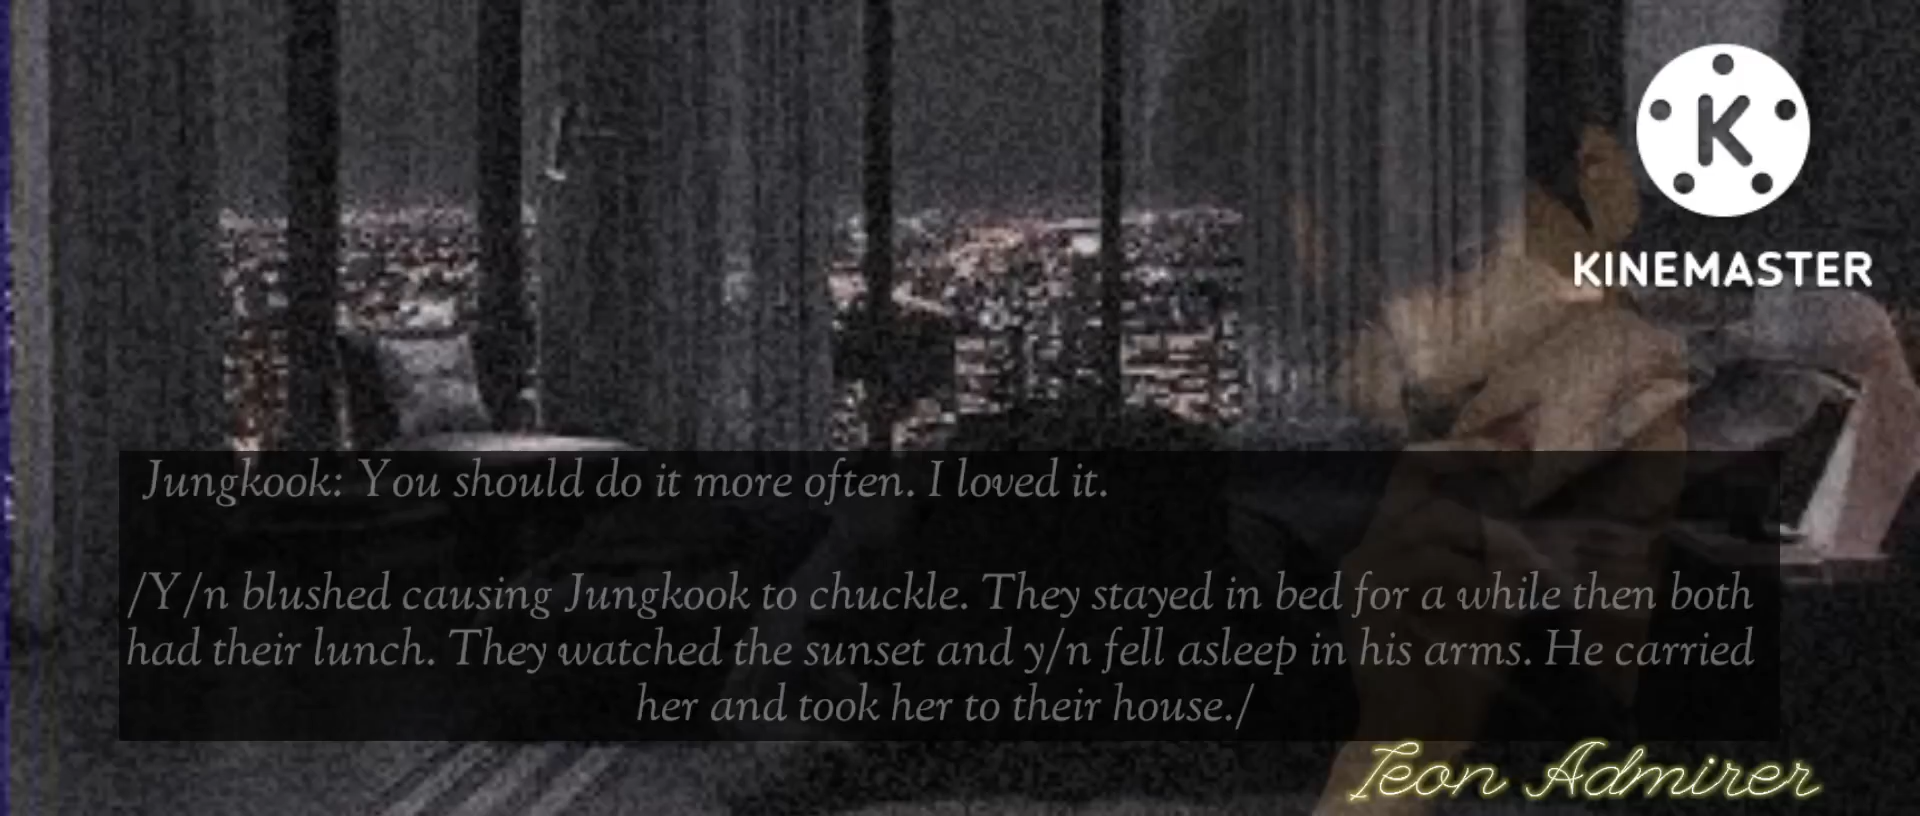 K
KINEMASTER
Jungkook: You should do it more often. I loved it.
/Y/n blushed causing Jungkook to chuckle. They stayed in bed for a while then both
had their lunch. They watched the sunset and y/n fell asleep in his arms. He carried
her and took her to their house./
Jeon Admirer